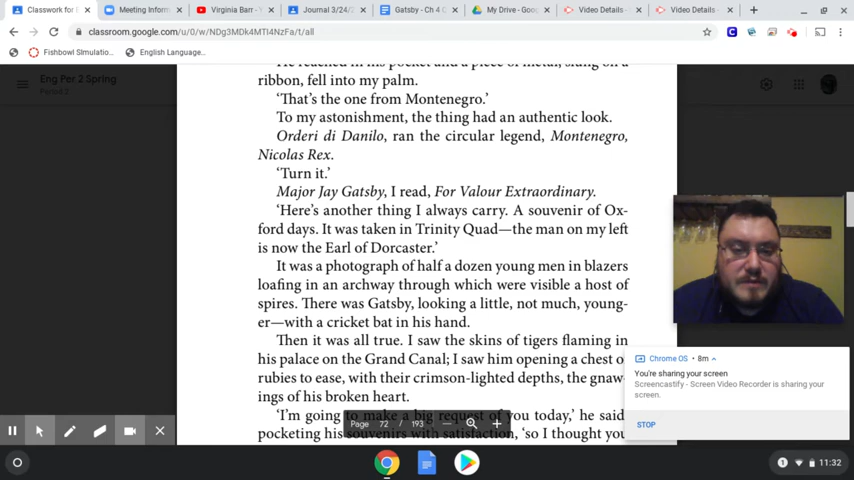 Classwork for E
Meeting Inform
Virginia Barr - Y
Journal 3/24/2
Gatsby - Ch 4 C
My Drive - Goog
Video Details -
Video Details -
classroom.google.com/u/0/w/NDg3MDk4MTI4NzFa/t/all
Fishbowl SImulatio...
English Language...
Eng Per 2 Spring
Period 2
He reached in his pocket and a piece of metal, slung on a
ribbon, fell into my palm.
‘That’s the one from Montenegro.’
To my astonishment, the thing had an authentic look.
Orderi di Danilo, ran the circular legend, Montenegro,
Nicolas Rex.
‘Turn it.’
Major Jay Gatsby, I read, For Valour Extraordinary.
‘Here’s another thing I always carry. A souvenir of Ox-
ford days. It was taken in Trinity Quad—the man on my left
is now the Earl of Dorcaster.’
It was a photograph of half a dozen young men in blazers
loafing in an archway through which were visible a host of
spires. There was Gatsby, looking a little, not much, young-
er—with a cricket bat in his hand.
Then it was all true. I saw the skins of tigers flaming in
his palace on the Grand Canal; I saw him opening a chest of
rubies to ease, with their crimson-lighted depths, the gnaw-
ings of his broken heart.
‘I’m going to make a big request of you today,’ he said,
pocketing his souvenirs with satisfaction, ‘so I thought you
Page 72 / 193
Chrome OS • 8m
You're sharing your screen
Screencastify - Screen Video Recorder is sharing your
screen.
STOP
1
11:32